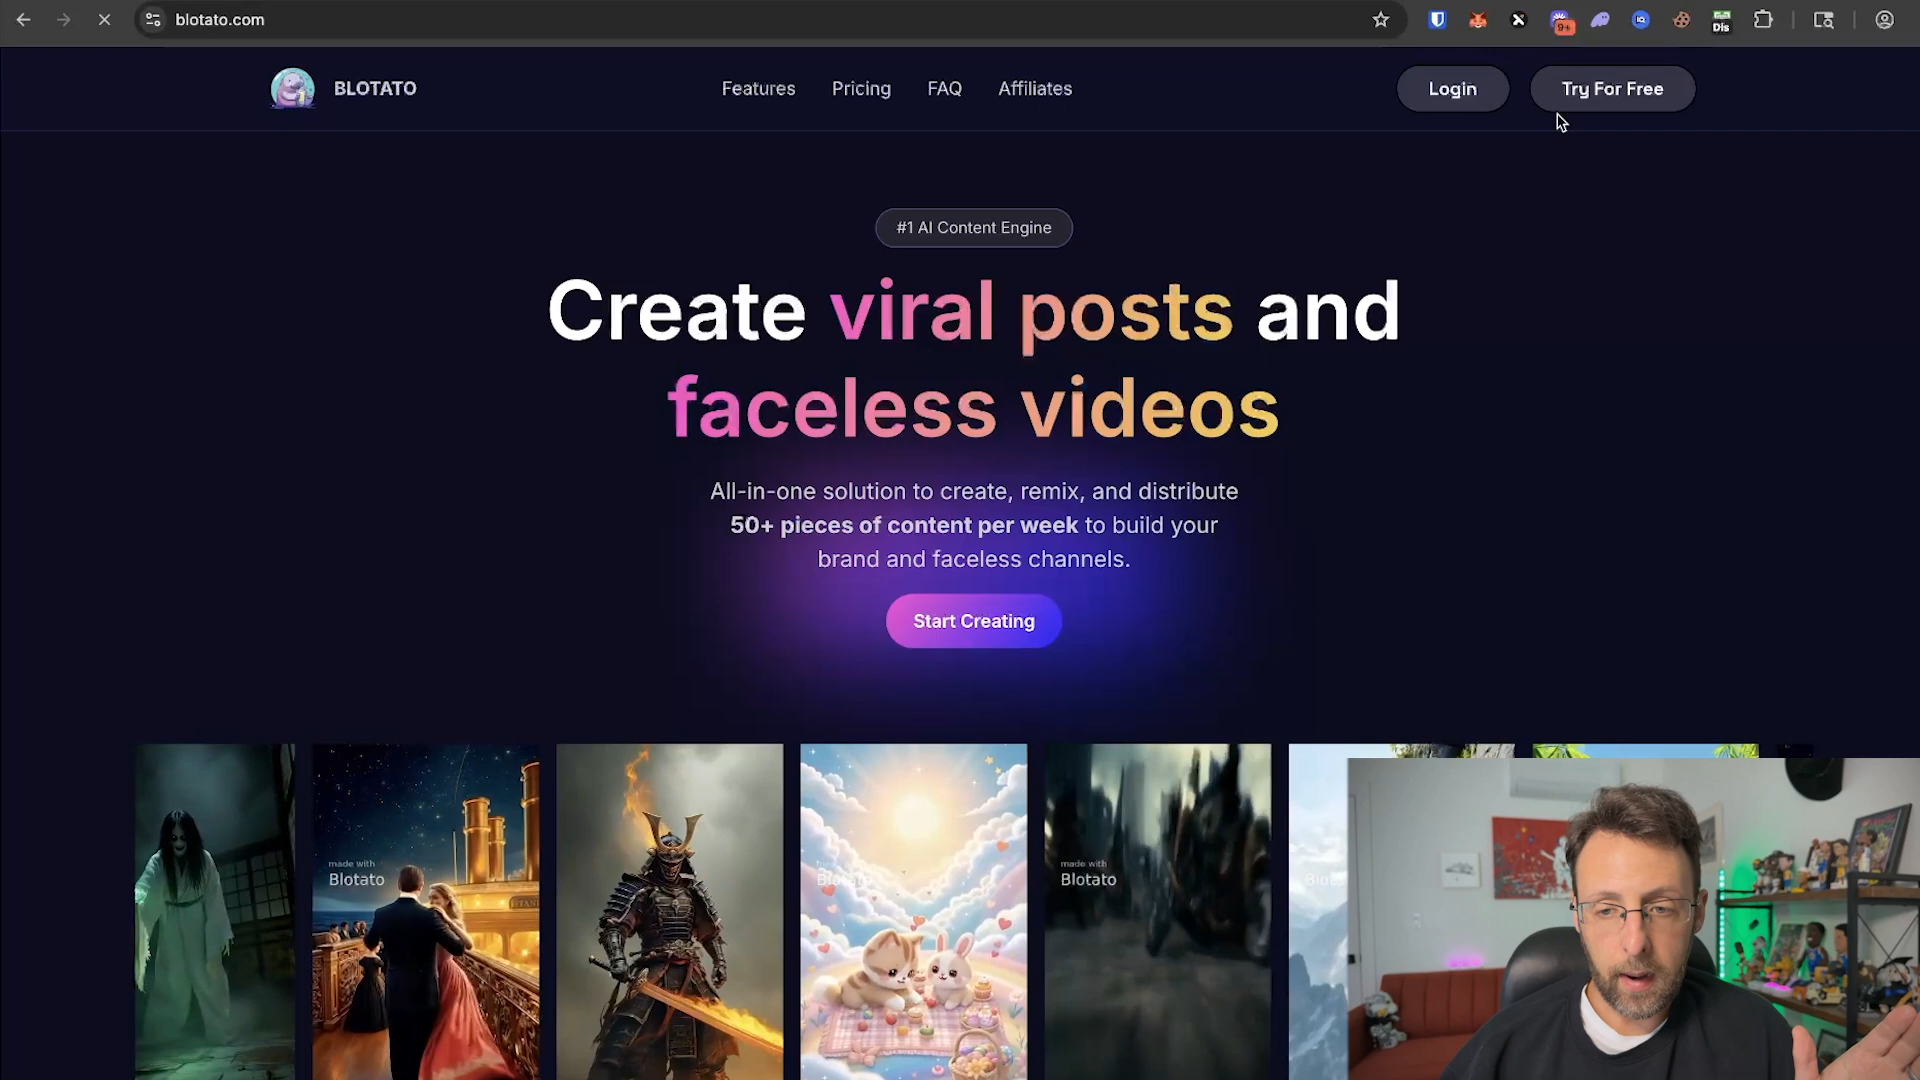 blotato.com
9+
Dis
BLOTATO
Features
Pricing
FAQ
Affiliates
Login
Try For Free
#1 AI Content Engine
Create viral posts and
faceless videos
All-in-one solution to create, remix, and distribute
50+ pieces of content per week to build your
brand and faceless channels.
Start Creating
made with
Blotato
made with
Blotato